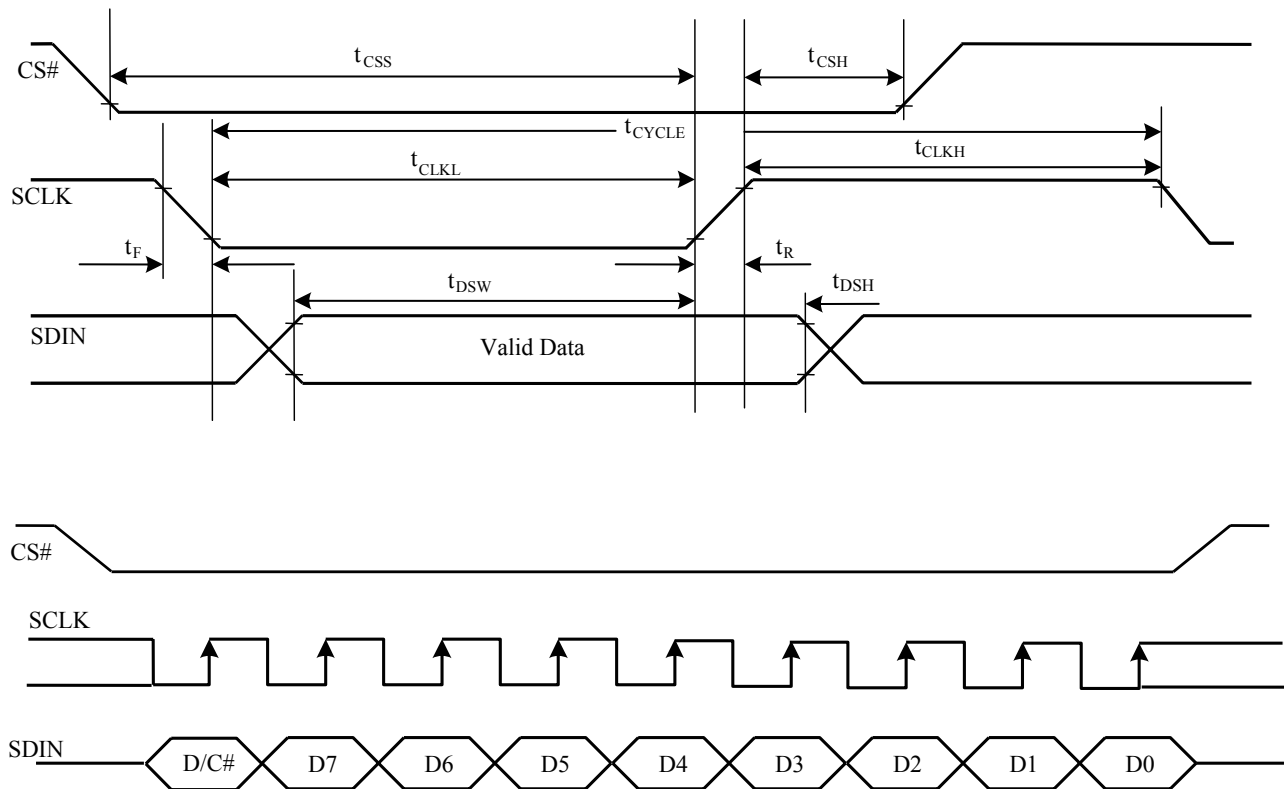 t_CSS
t_CSH
CS#
t_CYCLE
t_CLKL
t_CLKH
SCLK
t_F
t_R
t_DSW
t_DSH
SDIN
Valid Data
CS#
SCLK
SDIN
D/C# D7 D6 D5 D4 D3 D2 D1 D0